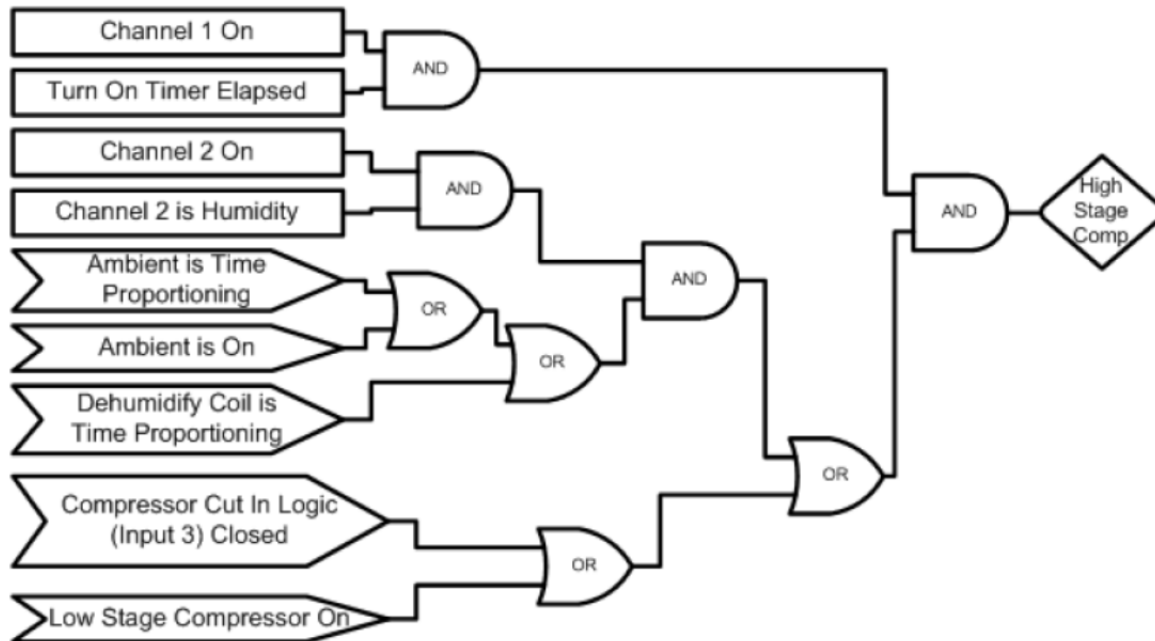 Channel 1 On
AND
Turn On Timer Elapsed
Channel 2 On
AND
Channel 2 is Humidity
AND
High
Stage
Comp
Ambient is Time
Proportioning
OR
AND
Ambient is On
OR
Dehumidify Coil is
Time Proportioning
OR
Compressor Cut In Logic
(Input 3) Closed
OR
Low Stage Compressor On